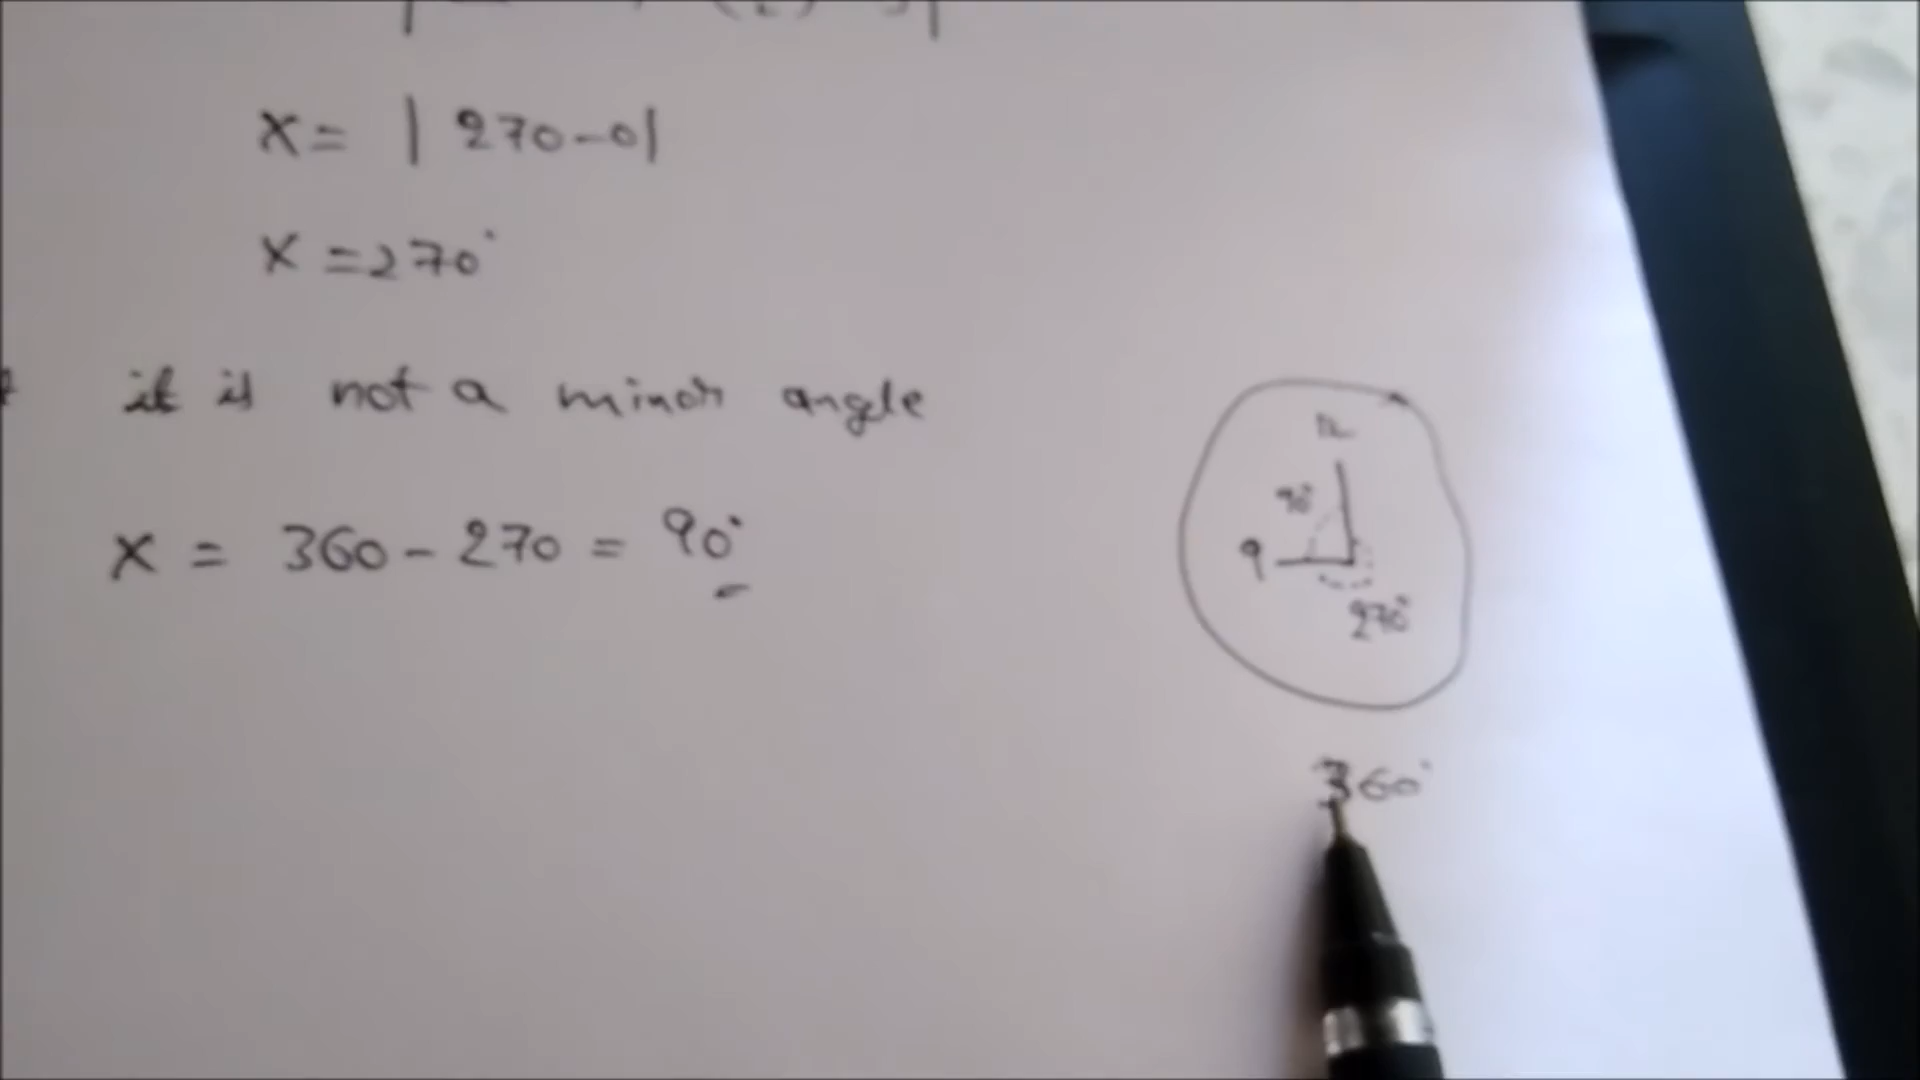 x = | 270-0|
x = 270°
it is not a minor angle
x = 360 - 270 = 90°
12
90°
9
270°
360°